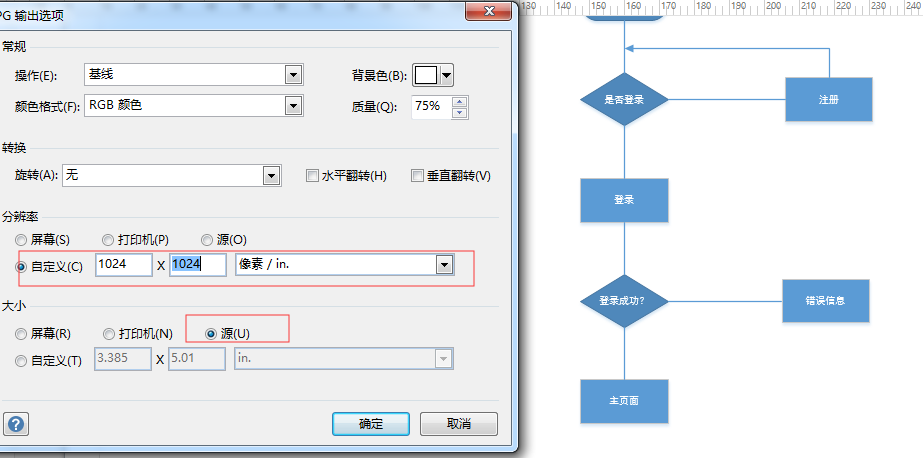 PG 输出选项
常规
操作(E): 基线 背景色(B):
颜色格式(F): RGB 颜色 质量(Q): 75%
转换
旋转(A): 无 水平翻转(H) 垂直翻转(V)
分辨率
屏幕(S) 打印机(P) 源(O)
自定义(C) 1024 X 1024 像素 / in.
大小
屏幕(R) 打印机(N) 源(U)
自定义(T) 3.385 X 5.01 in.
? 确定 取消
130 140 150 160 170 180 190 200 210 220 230 240
是否登录
注册
登录
登录成功?
错误信息
主页面